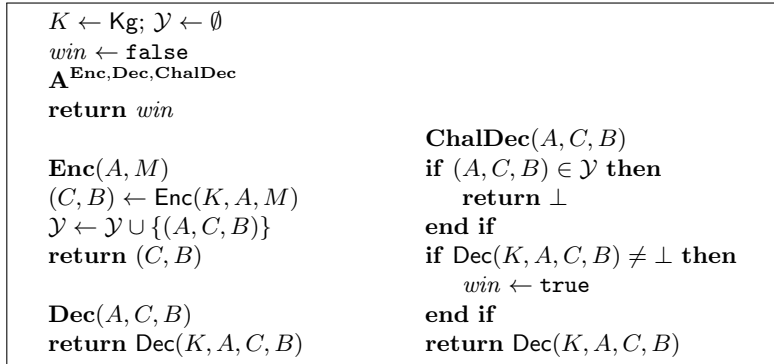 K ← Kg; 𝒴 ← ∅
win ← false
A^{Enc,Dec,ChalDec}
return win
Enc(A, M)
(C, B) ← Enc(K, A, M)
𝒴 ← 𝒴 ∪ {(A, C, B)}
return (C, B)
Dec(A, C, B)
return Dec(K, A, C, B)
ChalDec(A, C, B)
if (A, C, B) ∈ 𝒴 then
return ⊥
end if
if Dec(K, A, C, B) ≠ ⊥ then
win ← true
end if
return Dec(K, A, C, B)